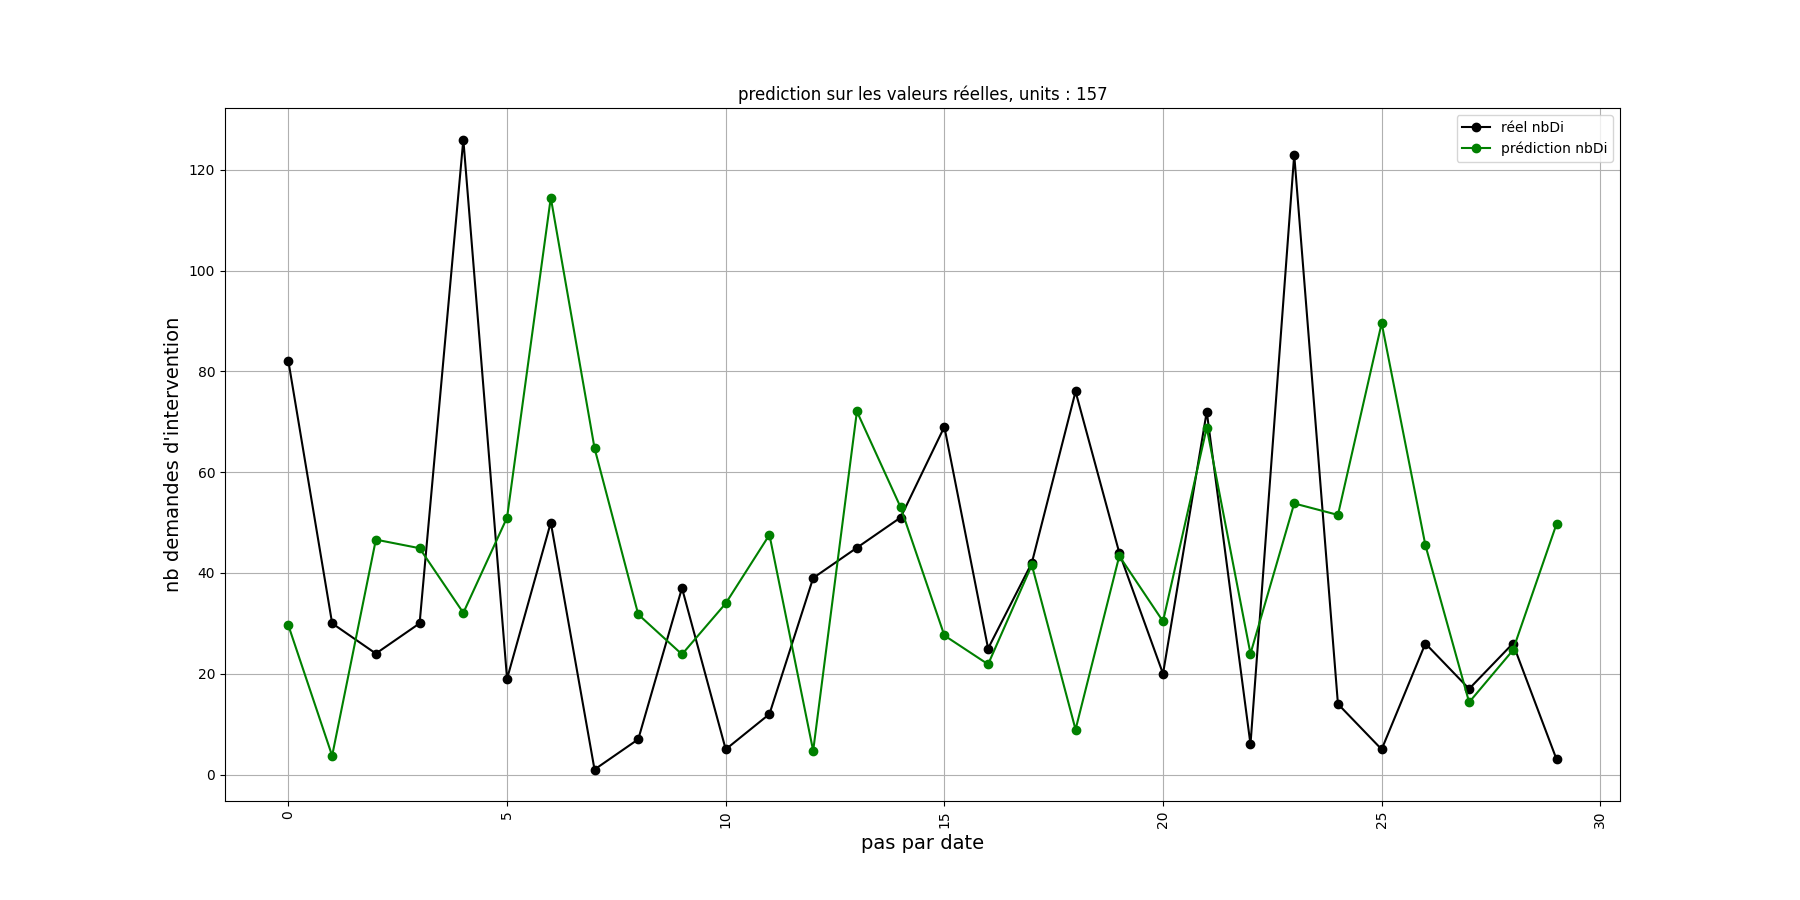 prediction sur les valeurs réelles, units : 157
réel nbDi
prédiction nbDi
nb demandes d'intervention
120
100
80
60
40
20
0
0
5
10
15
20
25
30
pas par date